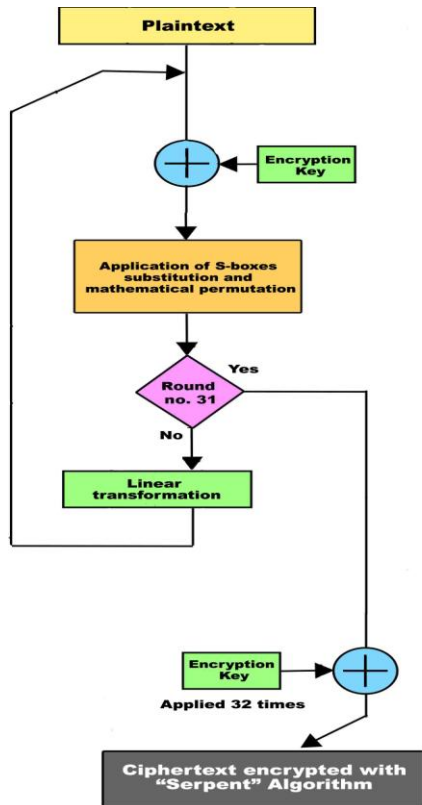 Plaintext
Encryption
Key
Application of S-boxes
substitution and
mathematical permutation
Yes
Round
no. 31
No
Linear
transformation
Encryption
Key
Applied 32 times
Ciphertext encrypted with
“Serpent” Algorithm